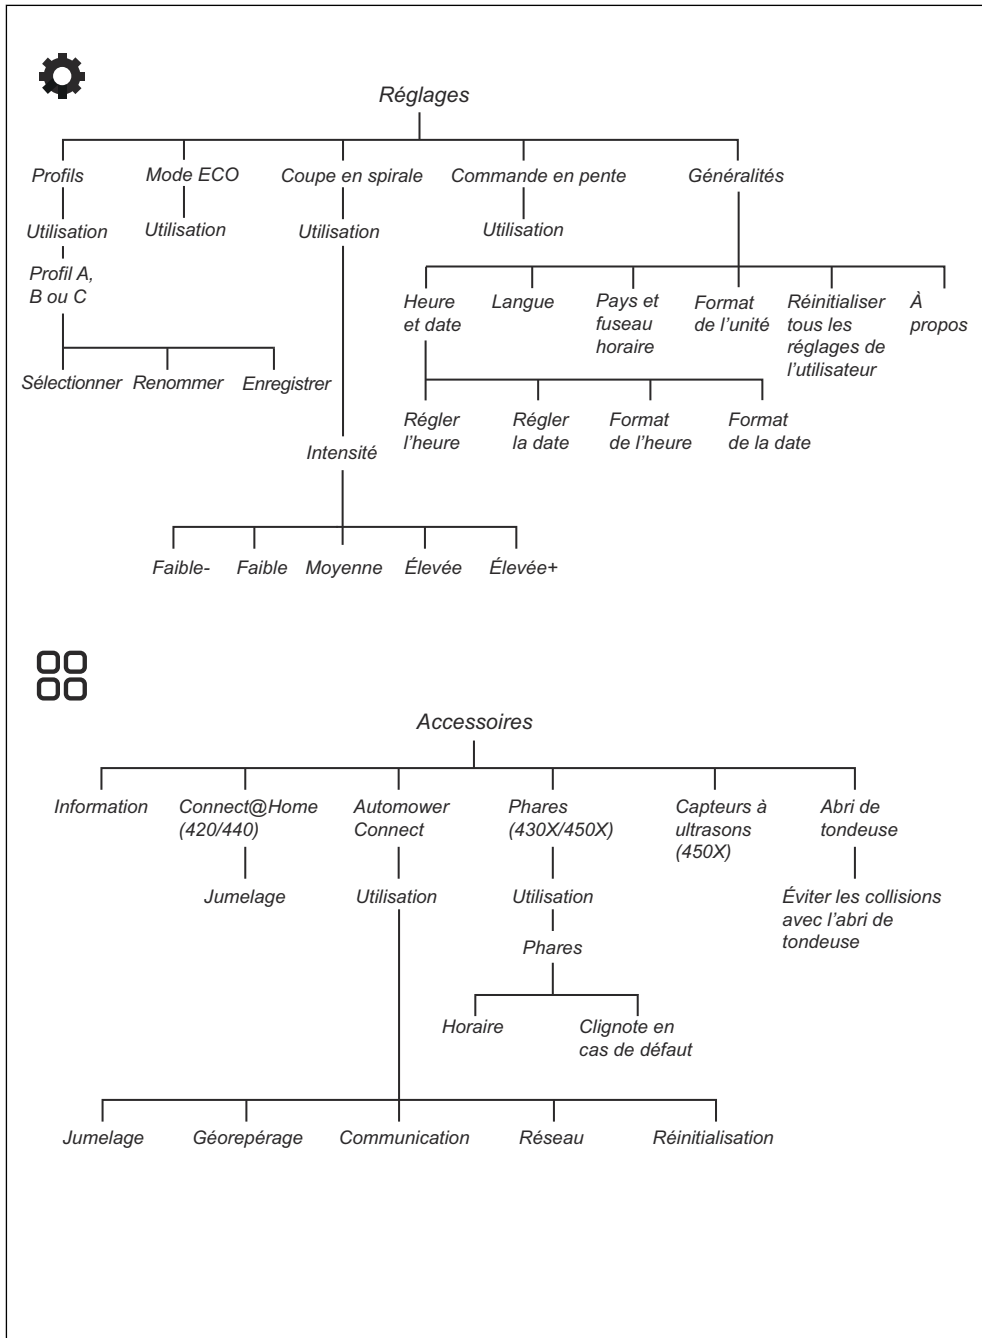 Réglages
Profils
Mode ECO
Coupe en spirale
Commande en pente
Généralités
Utilisation
Utilisation
Utilisation
Utilisation
Profil A,
B ou C
Heure
et date
Langue
Pays et
fuseau
horaire
Format
de l'unité
Réinitialiser
tous les
réglages de
l'utilisateur
À
propos
Sélectionner
Renommer
Enregistrer
Régler
l'heure
Régler
la date
Format
de l'heure
Format
de la date
Intensité
Faible-
Faible
Moyenne
Élevée
Élevée+
Accessoires
Information
Connect@Home
(420/440)
Automower
Connect
Phares
(430X/450X)
Capteurs à
ultrasons
(450X)
Abri de
tondeuse
Jumelage
Utilisation
Utilisation
Éviter les collisions
avec l'abri de
tondeuse
Phares
Horaire
Clignote en
cas de défaut
Jumelage
Géorepérage
Communication
Réseau
Réinitialisation